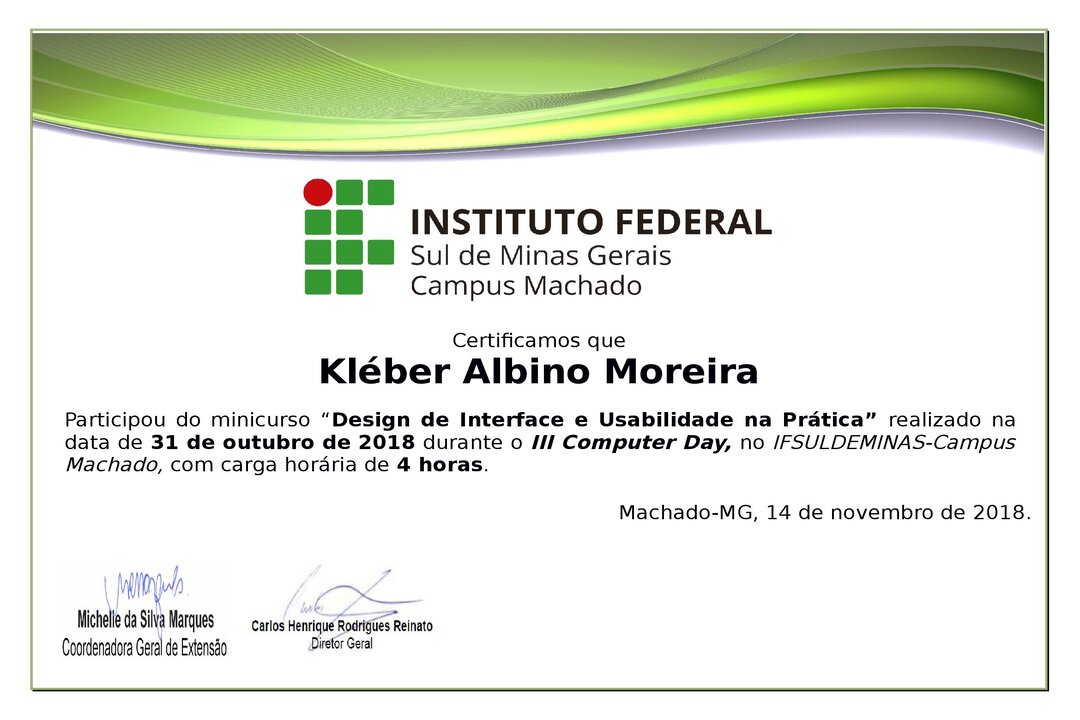 INSTITUTO FEDERAL
Sul de Minas Gerais
Campus Machado
Certificamos que
Kléber Albino Moreira
Participou do minicurso “Design de Interface e Usabilidade na Prática” realizado na
data de 31 de outubro de 2018 durante o III Computer Day, no IFSULDEMINAS-Campus
Machado, com carga horária de 4 horas.
Machado-MG, 14 de novembro de 2018.
Michelle da Silva Marques
Coordenadora Geral de Extensão
Carlos Henrique Rodrigues Reinato
Diretor Geral